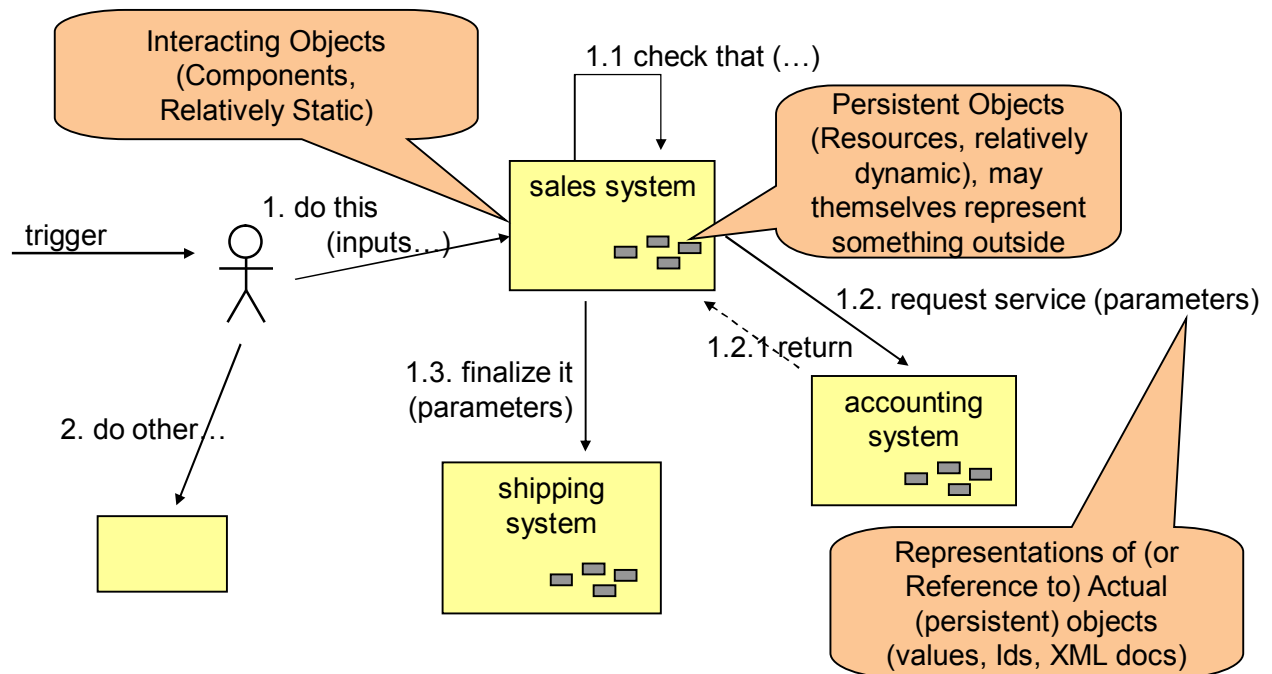 Interacting Objects
(Components,
Relatively Static)
1.1 check that (…)
Persistent Objects
(Resources, relatively
dynamic), may
themselves represent
something outside
sales system
trigger
1. do this
(inputs…)
1.2. request service (parameters)
1.2.1 return
1.3. finalize it
(parameters)
accounting
system
2. do other…
shipping
system
Representations of (or
Reference to) Actual
(persistent) objects
(values, Ids, XML docs)